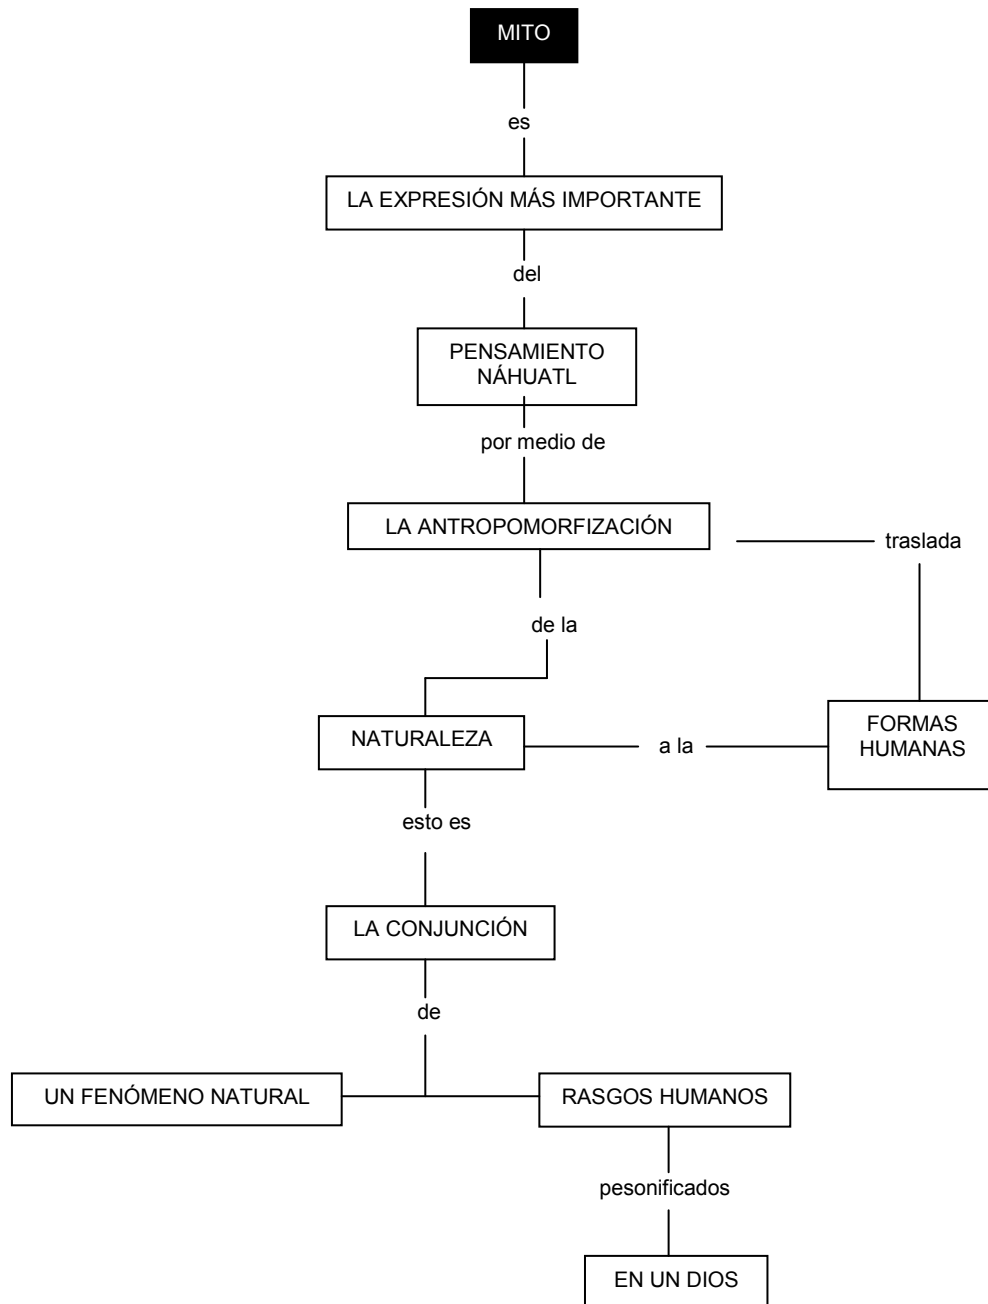 MITO
es
LA EXPRESIÓN MÁS IMPORTANTE
del
PENSAMIENTO
NÁHUATL
por medio de
LA ANTROPOMORFIZACIÓN
traslada
de la
NATURALEZA
a la
FORMAS
HUMANAS
esto es
LA CONJUNCIÓN
de
UN FENÓMENO NATURAL
RASGOS HUMANOS
pesonificados
EN UN DIOS